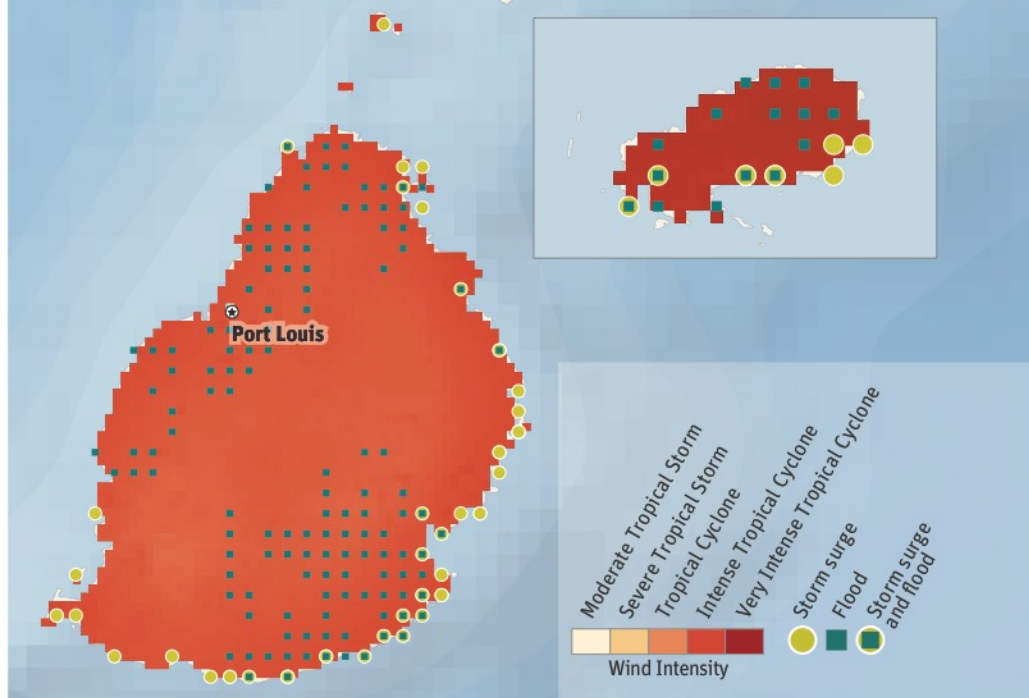 Port Louis
Moderate Tropical Storm
Severe Tropical Storm
Tropical Cyclone
Intense Tropical Cyclone
Very Intense Tropical Cyclone
Storm surge
Flood
Storm surge
and flood
Wind Intensity